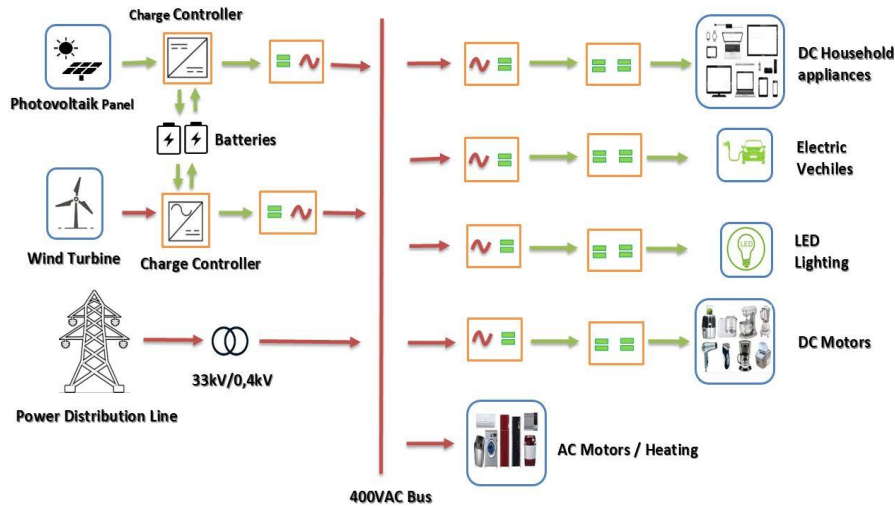 Charge Controller
DC Household
appliances
Photovoltaik Panel
Batteries
Electric
Vechiles
Wind Turbine
Charge Controller
LED
LED
Lighting
DC Motors
33kV/0,4kV
Power Distribution Line
AC Motors / Heating
400VAC Bus